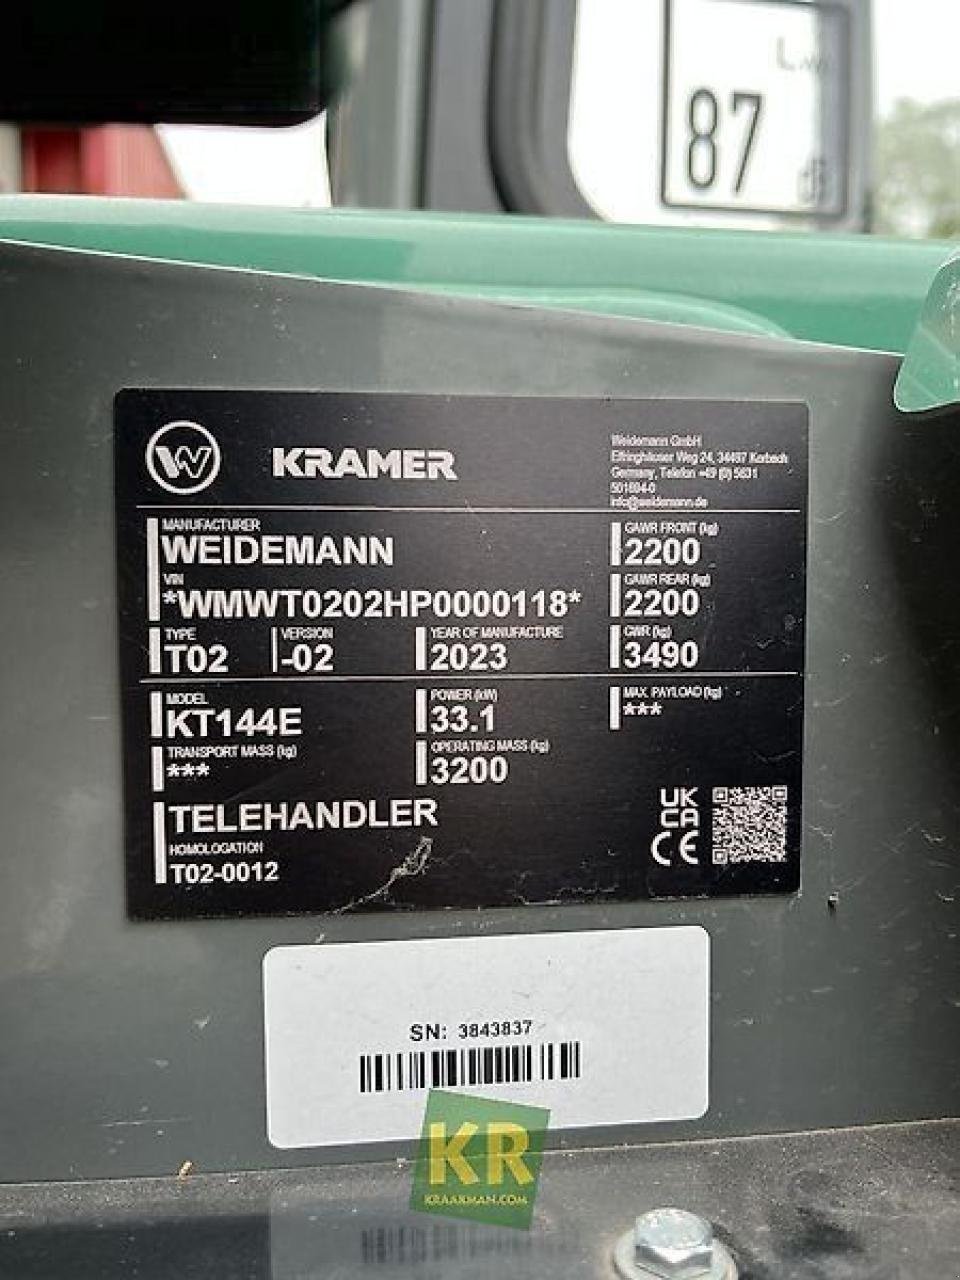 87
W KRAMER
Weidemann GmbH
Elfringhäuser Weg 24, 34497 Korbach
Germany, Telefon +49 (0) 5631
501694-0
info@weidemann.de
MANUFACTURER
WEIDEMANN
VIN
*WMWT0202HP0000118*
TYPE VERSION YEAR OF MANUFACTURE
T02 -02 2023
GAWR FRONT (kg)
2200
GAWR REAR (kg)
2200
GWR (kg)
3490
MODEL POWER (kW) MAX. PAYLOAD (kg)
KT144E 33.1 ***
TRANSPORT MASS (kg) OPERATING MASS (kg)
*** 3200
TELEHANDLER
HOMOLOGATION
T02-0012
UK
CA
CE
SN: 3843837
KR
KRAAKMAN.COM